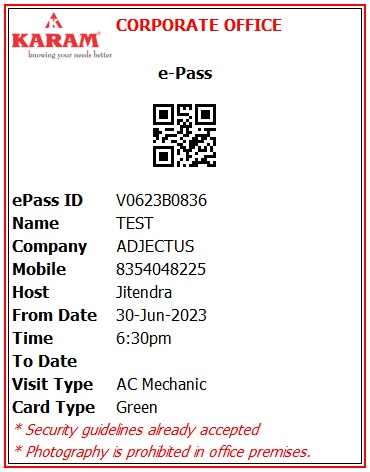 CORPORATE OFFICE
KARAM®
knowing your needs better
e-Pass
ePass ID V0623B0836
Name TEST
Company ADJECTUS
Mobile 8354048225
Host Jitendra
From Date 30-Jun-2023
Time 6:30pm
To Date
Visit Type AC Mechanic
Card Type Green
* Security guidelines already accepted
* Photography is prohibited in office premises.